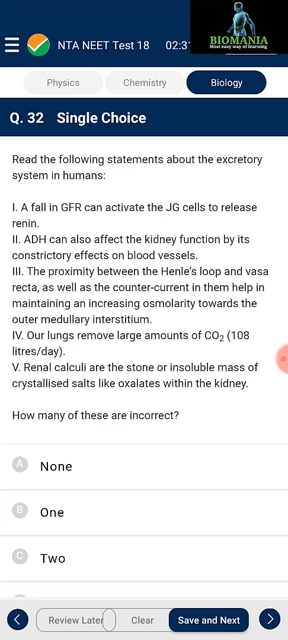 BIOMANIA
Most easy way of learning
NTA NEET Test 18
02:31
Physics
Chemistry
Biology
Q. 32 Single Choice
Read the following statements about the excretory
system in humans:
I. A fall in GFR can activate the JG cells to release
renin.
II. ADH can also affect the kidney function by its
constrictory effects on blood vessels.
III. The proximity between the Henle's loop and vasa
recta, as well as the counter-current in them help in
maintaining an increasing osmolarity towards the
outer medullary interstitium.
IV. Our lungs remove large amounts of CO₂ (108
litres/day).
V. Renal calculi are the stone or insoluble mass of
crystallised salts like oxalates within the kidney.
How many of these are incorrect?
A None
B One
C Two
Review Later
Clear
Save and Next